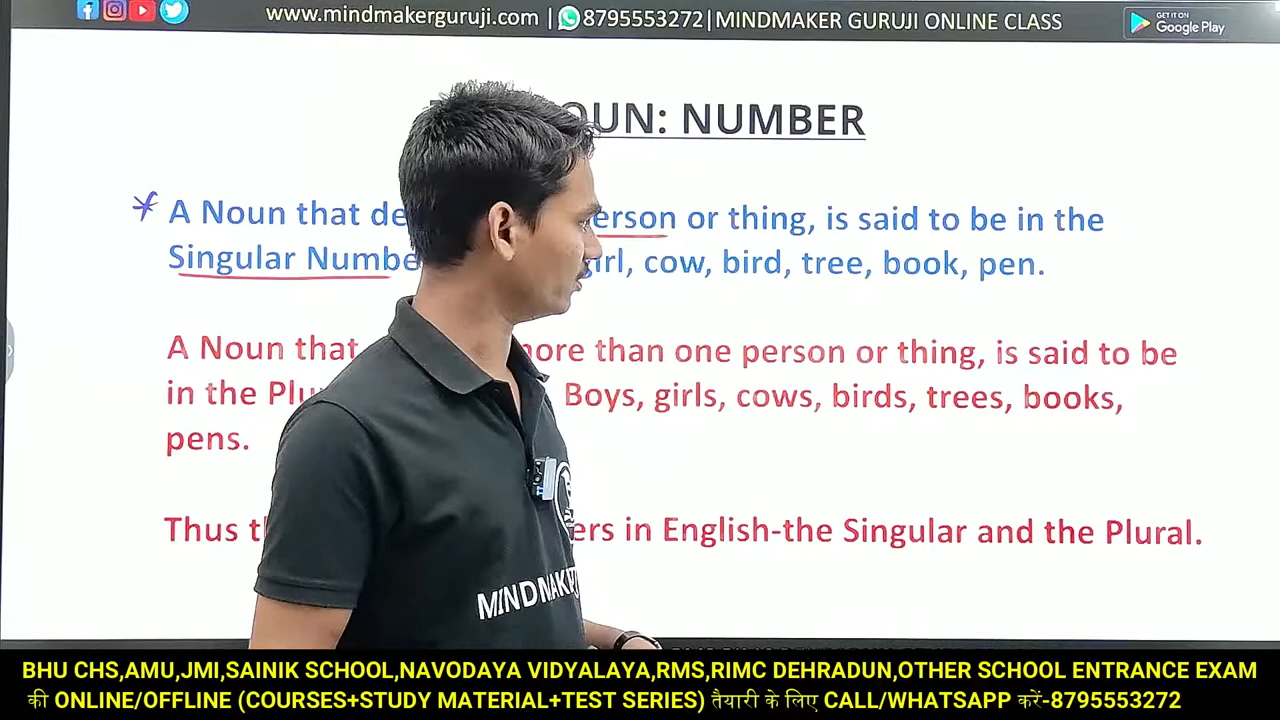 www.mindmakerguruji.com | 8795553272|MINDMAKER GURUJI ONLINE CLASS
GET IT ON
Google Play
OUN: NUMBER
A Noun that de erson or thing, is said to be in the
Singular Numbe girl, cow, bird, tree, book, pen.
A Noun that more than one person or thing, is said to be
in the Plu Boys, girls, cows, birds, trees, books,
pens.
Thus t ers in English-the Singular and the Plural.
MINDMAKE
BHU CHS,AMU,JMI,SAINIK SCHOOL,NAVODAYA VIDYALAYA,RMS,RIMC DEHRADUN,OTHER SCHOOL ENTRANCE EXAM
की ONLINE/OFFLINE (COURSES+STUDY MATERIAL+TEST SERIES) तैयारी के लिए CALL/WHATSAPP करें-8795553272